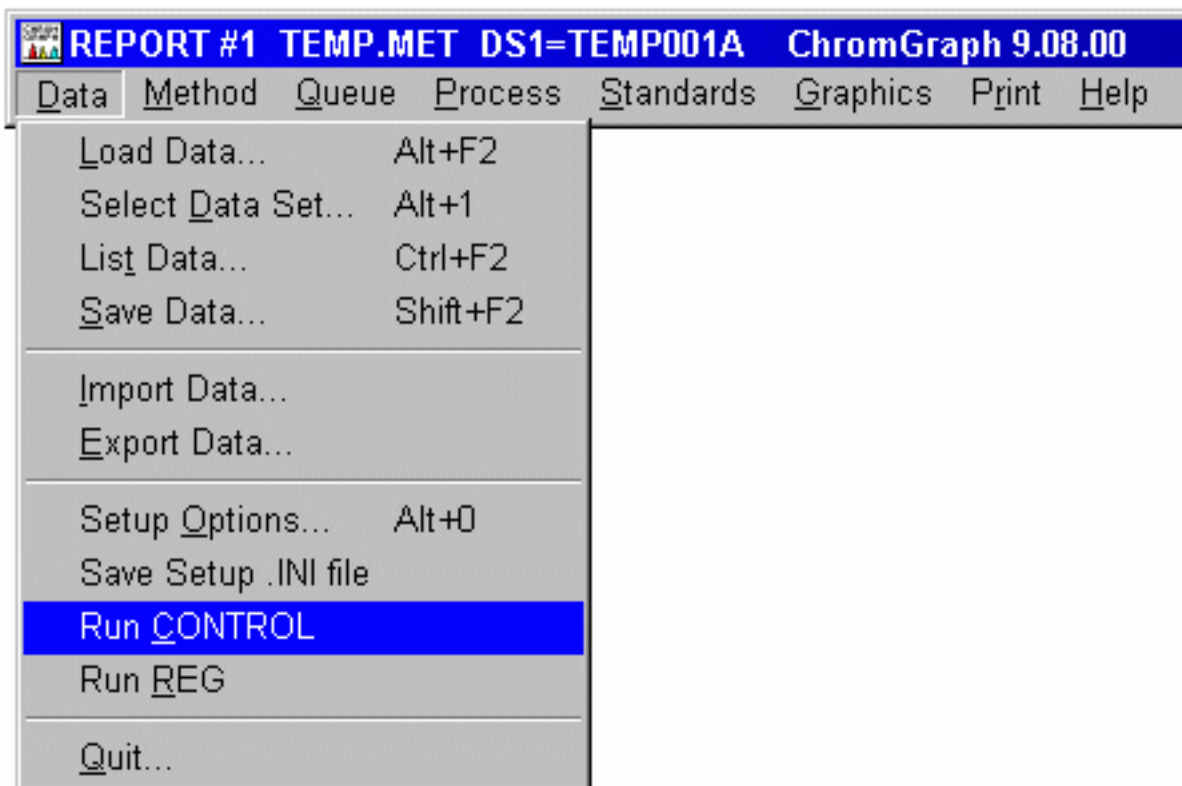 REPORT #1 TEMP.MET DS1=TEMP001A ChromGraph 9.08.00
Data Method Queue Process Standards Graphics Print Help
Load Data... Alt+F2
Select Data Set... Alt+1
List Data... Ctrl+F2
Save Data... Shift+F2
Import Data...
Export Data...
Setup Options... Alt+0
Save Setup .INI file
Run CONTROL
Run REG
Quit...